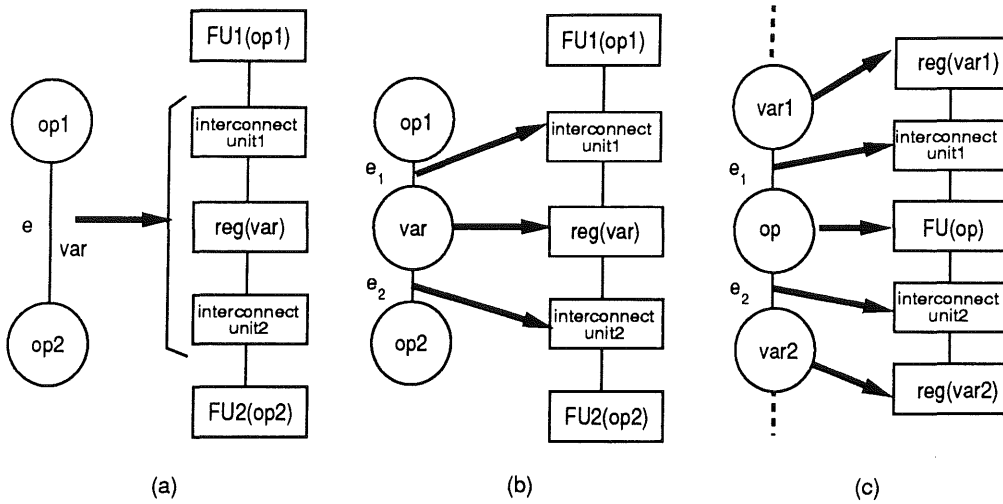 FU1(op1)
op1
interconnect
unit1
e
var
reg(var)
interconnect
unit2
op2
FU2(op2)
(a)
FU1(op1)
op1
interconnect
unit1
e1
var
reg(var)
e2
interconnect
unit2
op2
FU2(op2)
(b)
reg(var1)
var1
interconnect
unit1
e1
op
FU(op)
e2
interconnect
unit2
var2
reg(var2)
(c)